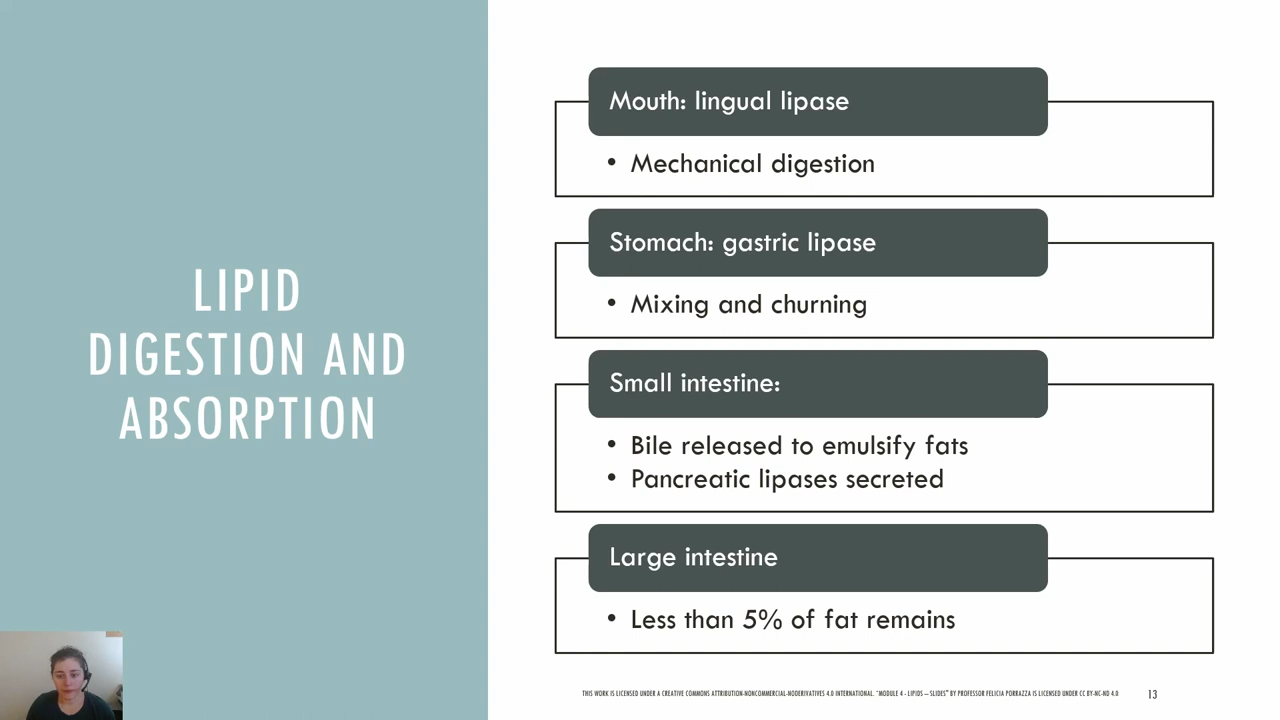 LIPID
DIGESTION AND
ABSORPTION
Mouth: lingual lipase
• Mechanical digestion
Stomach: gastric lipase
• Mixing and churning
Small intestine:
• Bile released to emulsify fats
• Pancreatic lipases secreted
Large intestine
• Less than 5% of fat remains
THIS WORK IS LICENSED UNDER A CREATIVE COMMONS ATTRIBUTION-NONCOMMERCIAL-NODERIVATIVES 4.0 INTERNATIONAL. "MODULE 4 - LIPIDS – SLIDES" BY PROFESSOR FELICIA PORRAZZA IS LICENSED UNDER CC BY-NC-ND 4.0
13